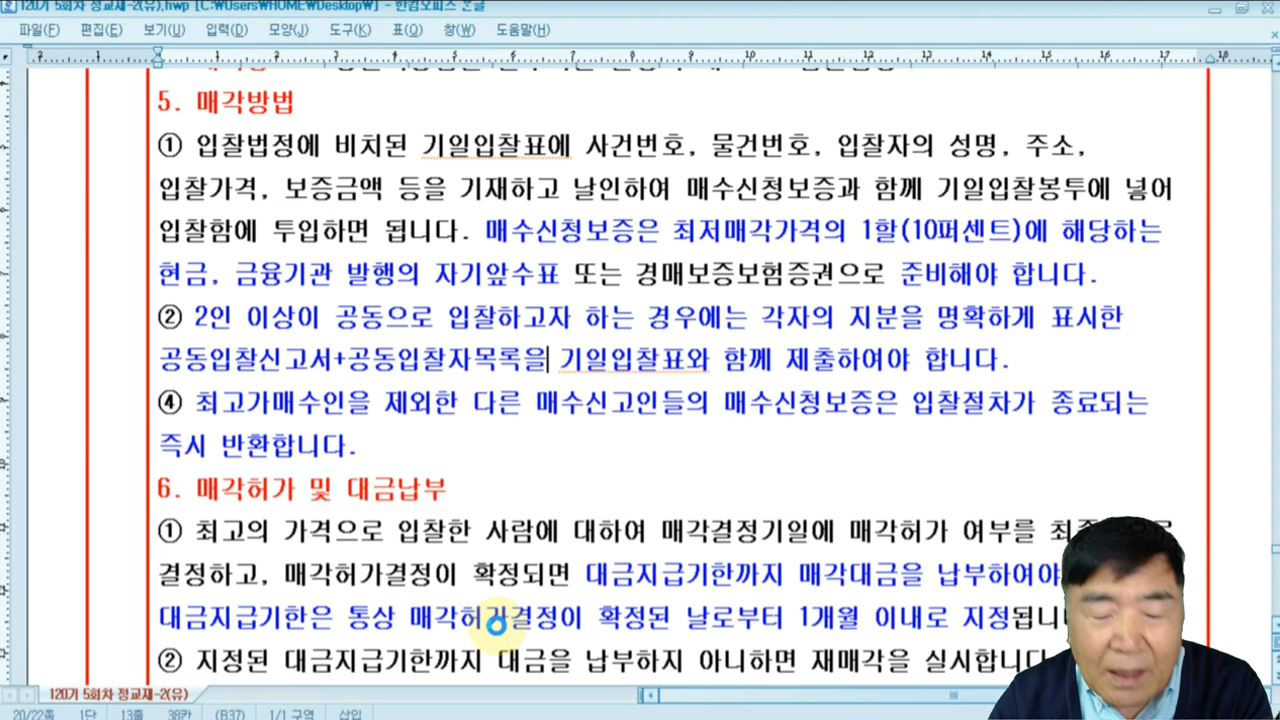 120기 5회차 정교재-2(유).hwp [C:₩Users₩HOME₩Desktop₩] - 한컴오피스 한글
파일(F) 편집(E) 보기(U) 입력(D) 모양(J) 도구(K) 표(Q) 창(W) 도움말(H)
2 1 1 2 3 4 5 6 7 8 9 10 11 12 13 14 15 16 17 18
5. 매각방법
① 입찰법정에 비치된 기일입찰표에 사건번호, 물건번호, 입찰자의 성명, 주소,
입찰가격, 보증금액 등을 기재하고 날인하여 매수신청보증과 함께 기일입찰봉투에 넣어
입찰함에 투입하면 됩니다. 매수신청보증은 최저매각가격의 1할(10퍼센트)에 해당하는
현금, 금융기관 발행의 자기앞수표 또는 경매보증보험증권으로 준비해야 합니다.
② 2인 이상이 공동으로 입찰하고자 하는 경우에는 각자의 지분을 명확하게 표시한
공동입찰신고서+공동입찰자목록을 기일입찰표와 함께 제출하여야 합니다.
④ 최고가매수인을 제외한 다른 매수신고인들의 매수신청보증은 입찰절차가 종료되는
즉시 반환합니다.
6. 매각허가 및 대금납부
① 최고의 가격으로 입찰한 사람에 대하여 매각결정기일에 매각허가 여부를
결정하고, 매각허가결정이 확정되면 대금지급기한까지 매각대금을 납부하여야
대금지급기한은 통상 매각허가결정이 확정된 날로부터 1개월 이내로 지정됩니
② 지정된 대금지급기한까지 대금을 납부하지 아니하면 재매각을 실시합니다
120기 5회차 정교재-2(유)
20/22쪽 1단 13줄 38칸 (B37) 1/1 구역 삽입